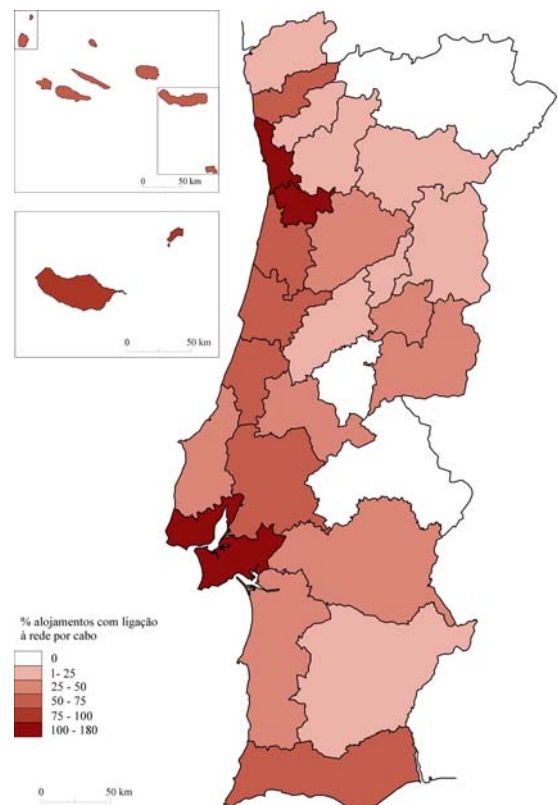 0 50 km
0 50 km
% alojamentos com ligação
à rede por cabo
0
1- 25
25 - 50
50 - 75
75 - 100
100 - 180
0 50 km